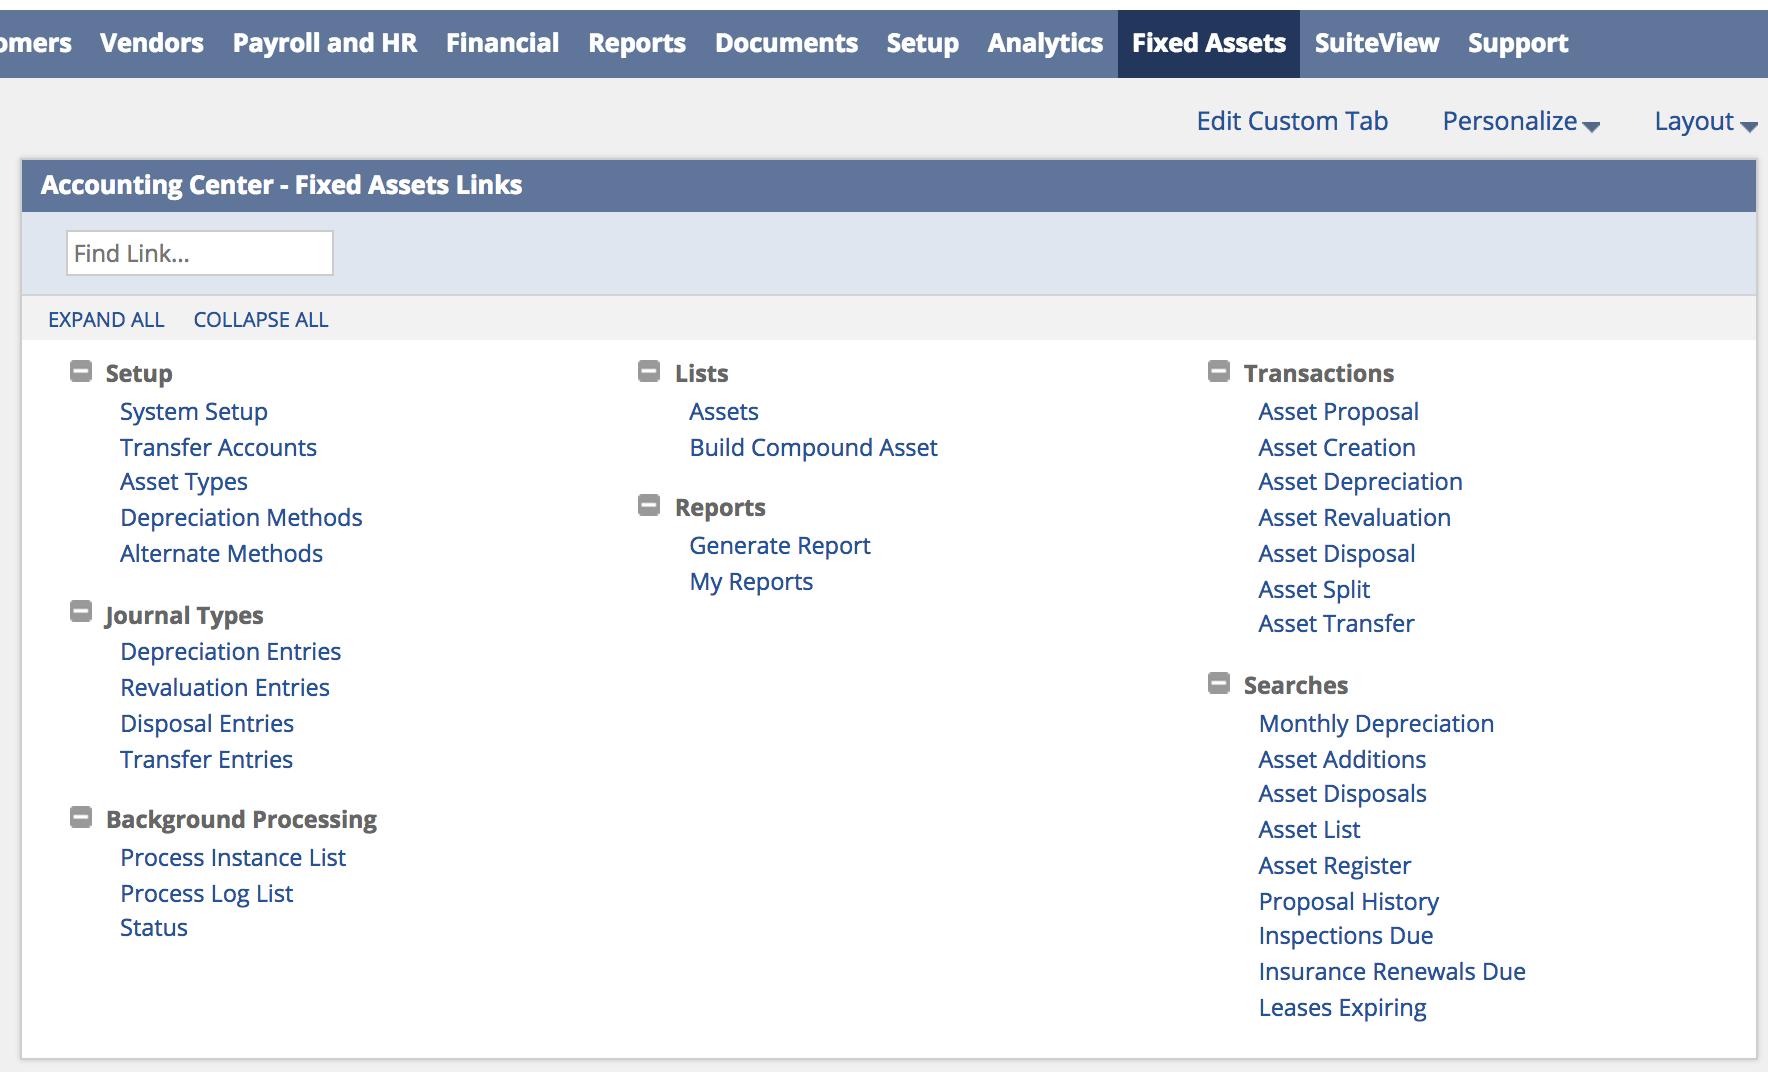 omers Vendors Payroll and HR Financial Reports Documents Setup Analytics Fixed Assets SuiteView Support
Edit Custom Tab Personalize Layout
Accounting Center - Fixed Assets Links
Find Link...
EXPAND ALL COLLAPSE ALL
Setup
System Setup
Transfer Accounts
Asset Types
Depreciation Methods
Alternate Methods
Journal Types
Depreciation Entries
Revaluation Entries
Disposal Entries
Transfer Entries
Background Processing
Process Instance List
Process Log List
Status
Lists
Assets
Build Compound Asset
Reports
Generate Report
My Reports
Transactions
Asset Proposal
Asset Creation
Asset Depreciation
Asset Revaluation
Asset Disposal
Asset Split
Asset Transfer
Searches
Monthly Depreciation
Asset Additions
Asset Disposals
Asset List
Asset Register
Proposal History
Inspections Due
Insurance Renewals Due
Leases Expiring